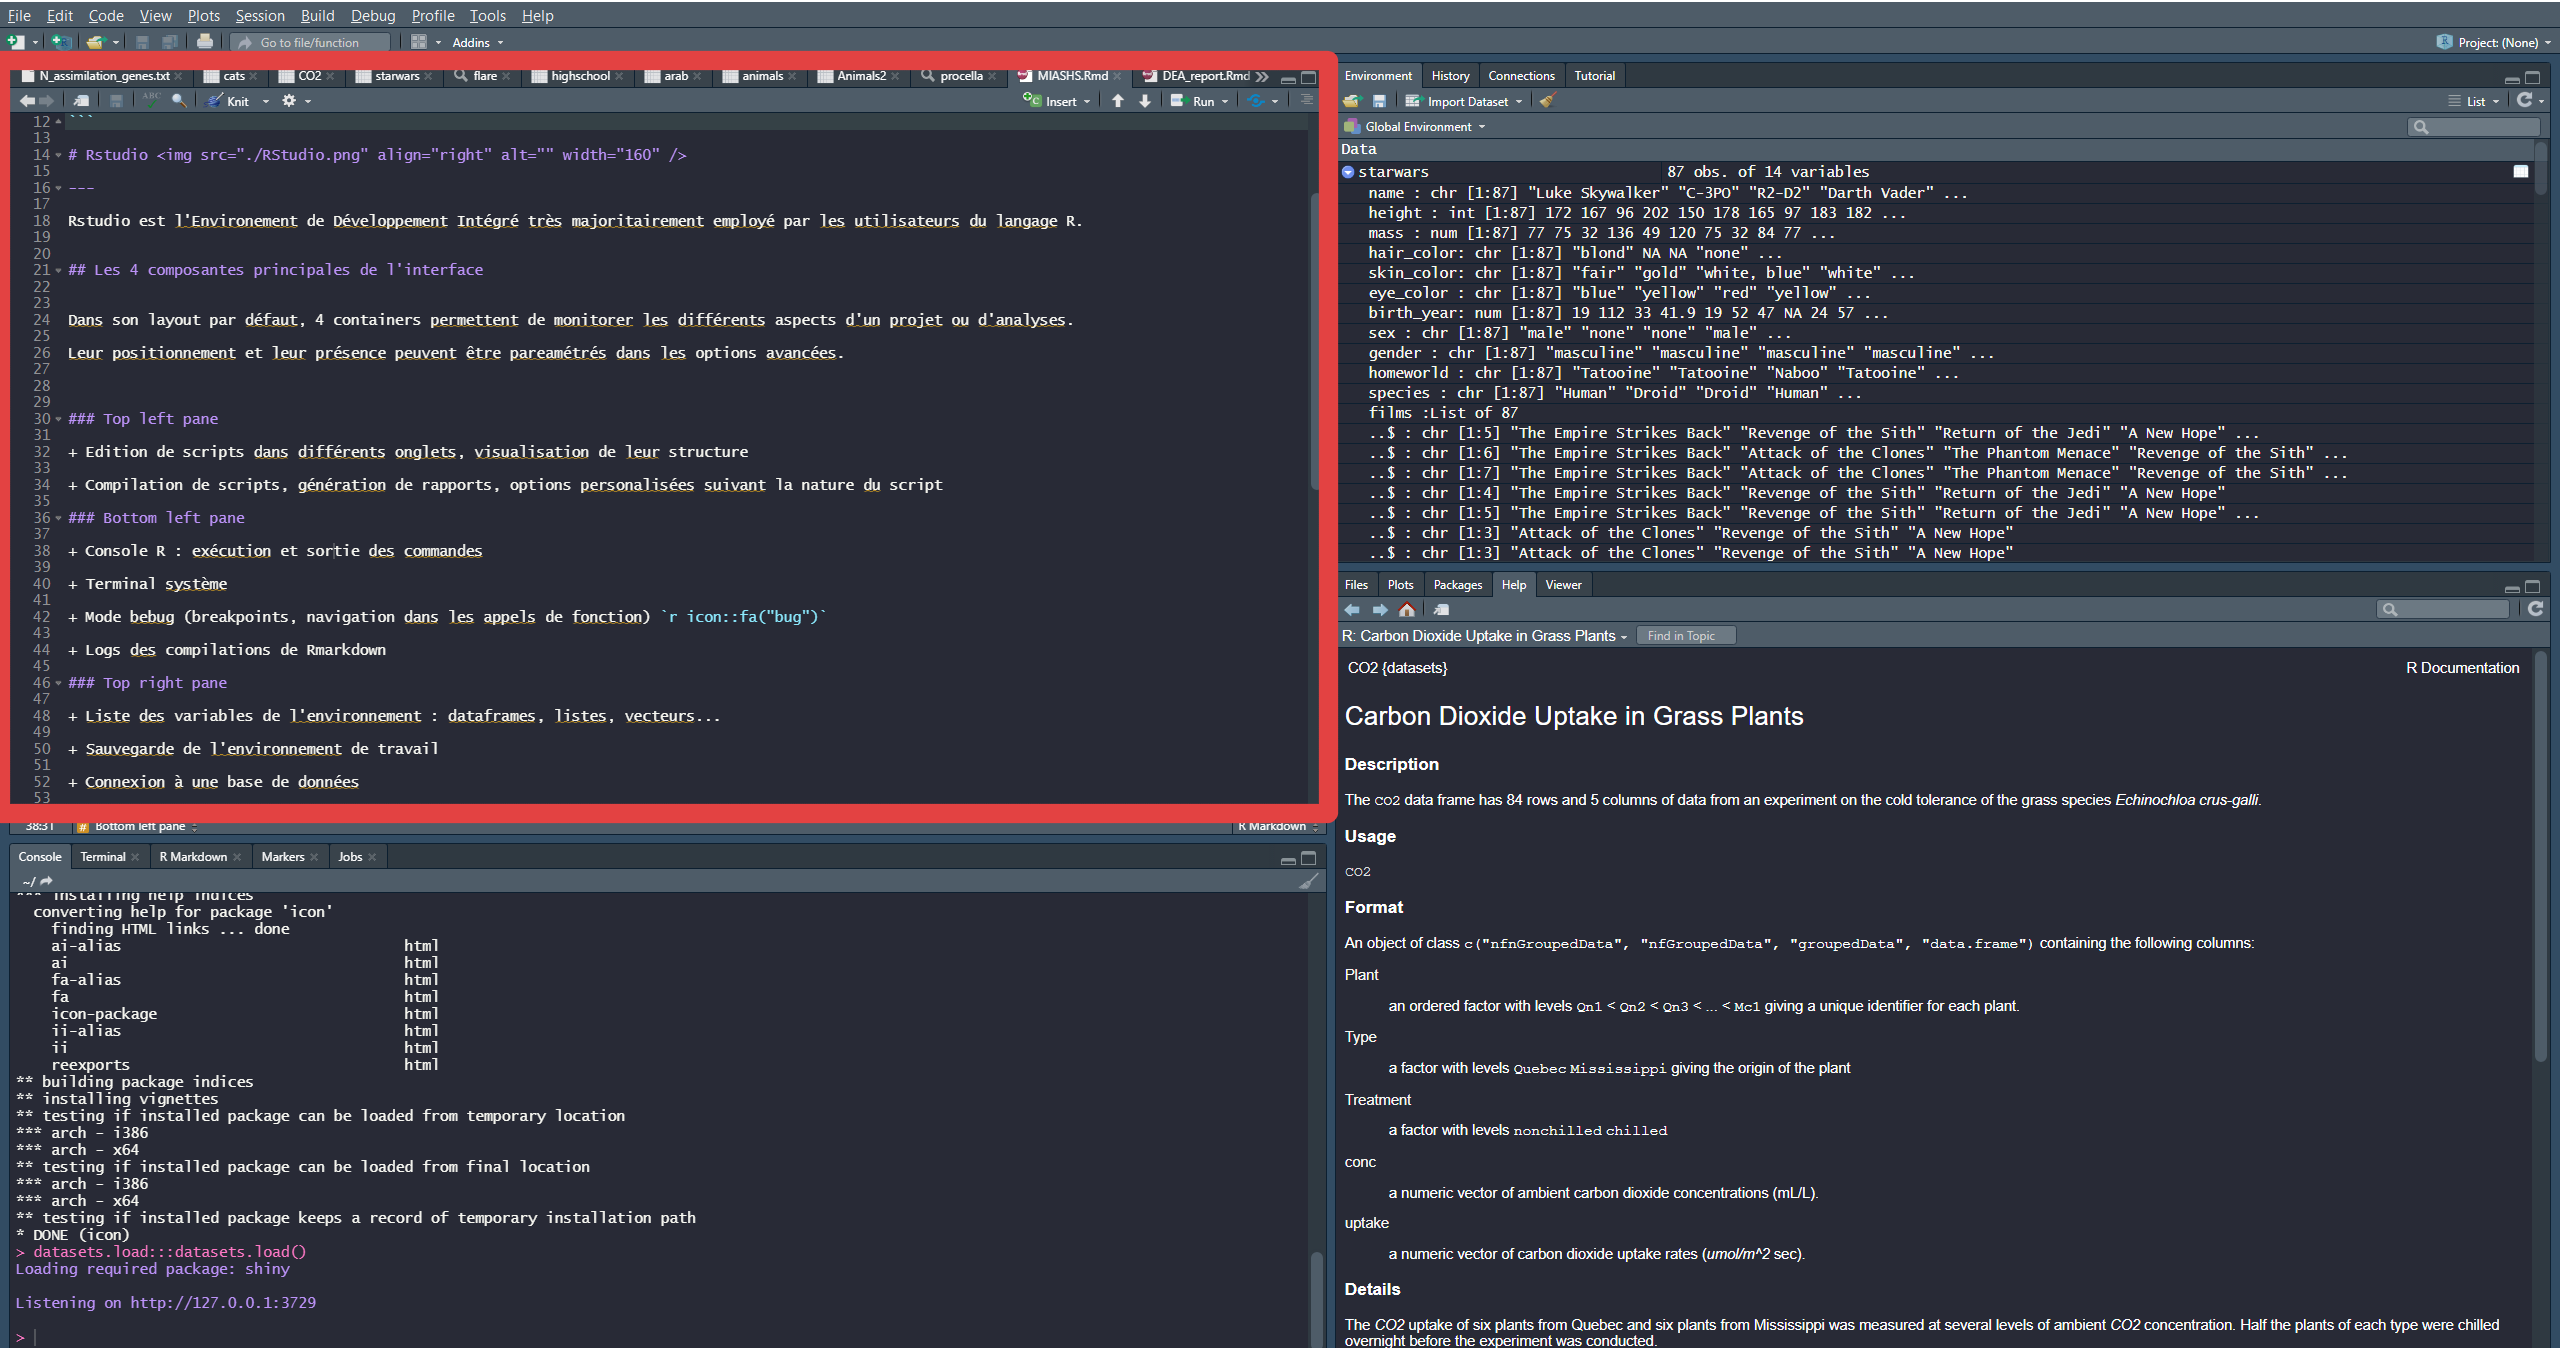 File Edit Code View Plots Session Build Debug Profile Tools Help
Go to file/function Addins Project: (None)
N_assimilation_genes.txt cats CO2 starwars flare highschool arab animals Animals2 procella MIASHS.Rmd DEA_report.Rmd
ABC Knit Insert Run
12 ```
13
14 # Rstudio <img src="./RStudio.png" align="right" alt="" width="160" />
15
16 ---
17
18 Rstudio est l'Environement de Développement Intégré très majoritairement employé par les utilisateurs du langage R.
19
20
21 ## Les 4 composantes principales de l'interface
22
23
24 Dans son layout par défaut, 4 containers permettent de monitorer les différents aspects d'un projet ou d'analyses.
25
26 Leur positionnement et leur présence peuvent être pareamétrés dans les options avancées.
27
28
29
30 ### Top left pane
31
32 + Edition de scripts dans différents onglets, visualisation de leur structure
33
34 + Compilation de scripts, génération de rapports, options personalisées suivant la nature du script
35
36 ### Bottom left pane
37
38 + Console R : exécution et sortie des commandes
39
40 + Terminal système
41
42 + Mode bebug (breakpoints, navigation dans les appels de fonction) `r icon::fa("bug")`
43
44 + Logs des compilations de Rmarkdown
45
46 ### Top right pane
47
48 + Liste des variables de l'environnement : dataframes, listes, vecteurs...
49
50 + Sauvegarde de l'environnement de travail
51
52 + Connexion à une base de données
53
38:31 # Bottom left pane R Markdown
Console Terminal R Markdown Markers Jobs
~/
*** installing help indices
converting help for package 'icon'
finding HTML links ... done
ai-alias html
ai html
fa-alias html
fa html
icon-package html
ii-alias html
ii html
reexports html
** building package indices
** installing vignettes
** testing if installed package can be loaded from temporary location
*** arch - i386
*** arch - x64
** testing if installed package can be loaded from final location
*** arch - i386
*** arch - x64
** testing if installed package keeps a record of temporary installation path
* DONE (icon)
> datasets.load:::datasets.load()
Loading required package: shiny
Listening on http://127.0.0.1:3729
>
Environment History Connections Tutorial
Import Dataset List
Global Environment
Data
starwars 87 obs. of 14 variables
name : chr [1:87] "Luke Skywalker" "C-3PO" "R2-D2" "Darth Vader" ...
height : int [1:87] 172 167 96 202 150 178 165 97 183 182 ...
mass : num [1:87] 77 75 32 136 49 120 75 32 84 77 ...
hair_color: chr [1:87] "blond" NA NA "none" ...
skin_color: chr [1:87] "fair" "gold" "white, blue" "white" ...
eye_color : chr [1:87] "blue" "yellow" "red" "yellow" ...
birth_year: num [1:87] 19 112 33 41.9 19 52 47 NA 24 57 ...
sex : chr [1:87] "male" "none" "none" "male" ...
gender : chr [1:87] "masculine" "masculine" "masculine" "masculine" ...
homeworld : chr [1:87] "Tatooine" "Tatooine" "Naboo" "Tatooine" ...
species : chr [1:87] "Human" "Droid" "Droid" "Human" ...
films :List of 87
..$ : chr [1:5] "The Empire Strikes Back" "Revenge of the Sith" "Return of the Jedi" "A New Hope" ...
..$ : chr [1:6] "The Empire Strikes Back" "Attack of the Clones" "The Phantom Menace" "Revenge of the Sith" ...
..$ : chr [1:7] "The Empire Strikes Back" "Attack of the Clones" "The Phantom Menace" "Revenge of the Sith" ...
..$ : chr [1:4] "The Empire Strikes Back" "Revenge of the Sith" "Return of the Jedi" "A New Hope"
..$ : chr [1:5] "The Empire Strikes Back" "Revenge of the Sith" "Return of the Jedi" "A New Hope" ...
..$ : chr [1:3] "Attack of the Clones" "Revenge of the Sith" "A New Hope"
..$ : chr [1:3] "Attack of the Clones" "Revenge of the Sith" "A New Hope"
Files Plots Packages Help Viewer
R: Carbon Dioxide Uptake in Grass Plants Find in Topic
CO2 {datasets} R Documentation
Carbon Dioxide Uptake in Grass Plants
Description
The CO2 data frame has 84 rows and 5 columns of data from an experiment on the cold tolerance of the grass species Echinochloa crus-galli.
Usage
CO2
Format
An object of class c("nfnGroupedData", "nfGroupedData", "groupedData", "data.frame") containing the following columns:
Plant
an ordered factor with levels Qn1 < Qn2 < Qn3 < ... < Mc1 giving a unique identifier for each plant.
Type
a factor with levels Quebec Mississippi giving the origin of the plant
Treatment
a factor with levels nonchilled chilled
conc
a numeric vector of ambient carbon dioxide concentrations (mL/L).
uptake
a numeric vector of carbon dioxide uptake rates (umol/m^2 sec).
Details
The CO2 uptake of six plants from Quebec and six plants from Mississippi was measured at several levels of ambient CO2 concentration. Half the plants of each type were chilled
overnight before the experiment was conducted.